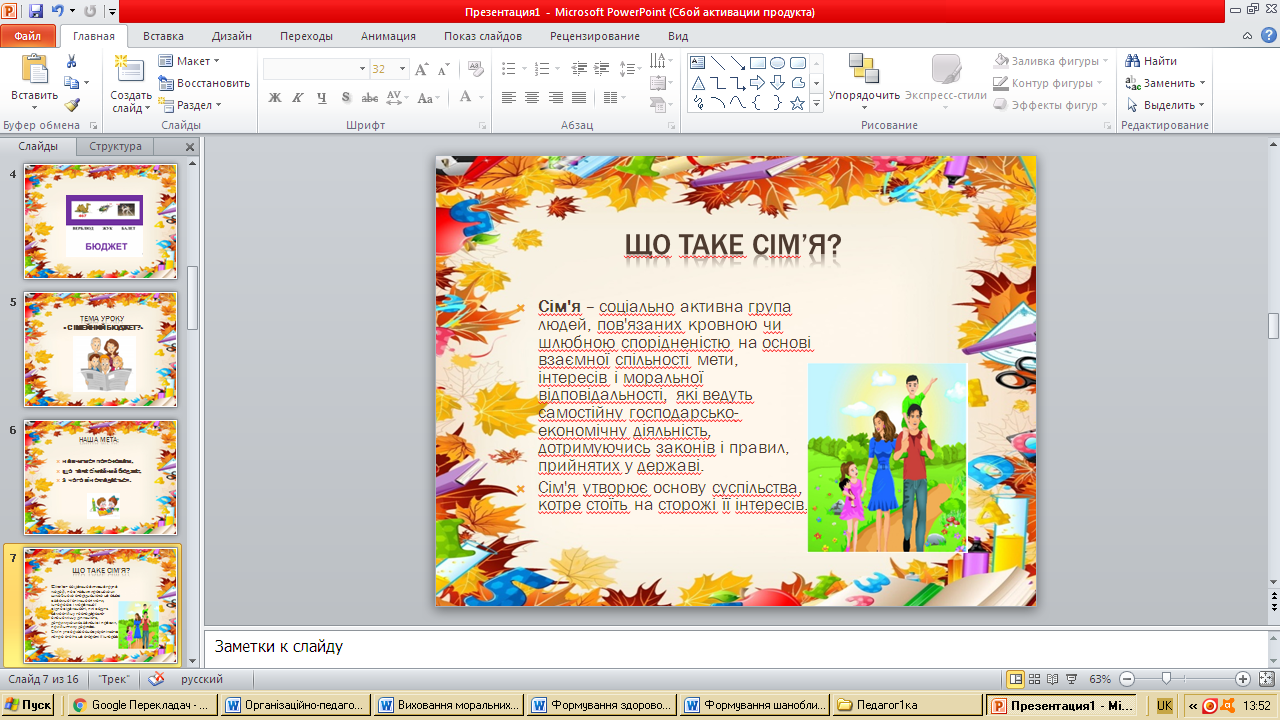 Презентация1 - Microsoft PowerPoint (Сбой активации продукта)
Файл Главная Вставка Дизайн Переходы Анимация Показ слайдов Рецензирование Вид
Вставить
Буфер обмена
Создать слайд
Макет
Восстановить
Раздел
Слайды
32
Ж К Ч S abc AV Aa A
Шрифт
Абзац
Упорядочить
Экспресс-стили
Заливка фигуры
Контур фигуры
Эффекты фигур
Рисование
Найти
Заменить
Выделить
Редактирование
Слайды Структура
4
ВЕРБЛЮД ЖУК БАЛЕТ
БЮДЖЕТ
5
ТЕМА УРОКУ
«СІМЕЙНИЙ БЮДЖЕТ?»
6
НАША МЕТА:
7
ЩО ТАКЕ СІМ'Я?
ЩО ТАКЕ СІМ’Я?
Сім'я – соціально активна група
людей, пов'язаних кровною чи
шлюбною спорідненістю на основі
взаємної спільності мети,
інтересів і моральної
відповідальності, які ведуть
самостійну господарсько-
економічну діяльність,
дотримуючись законів і правил,
прийнятих у державі.
Сім'я утворює основу суспільства,
котре стоїть на сторожі її інтересів.
Заметки к слайду
Слайд 7 из 16 "Трек" русский 63%
Пуск Google Перекладач - ... Організаційно-педаго... Виховання моральних... Формування здорово... Формування шанобли... Педагог1ка Презентация1 - Mi... UK « 13:52